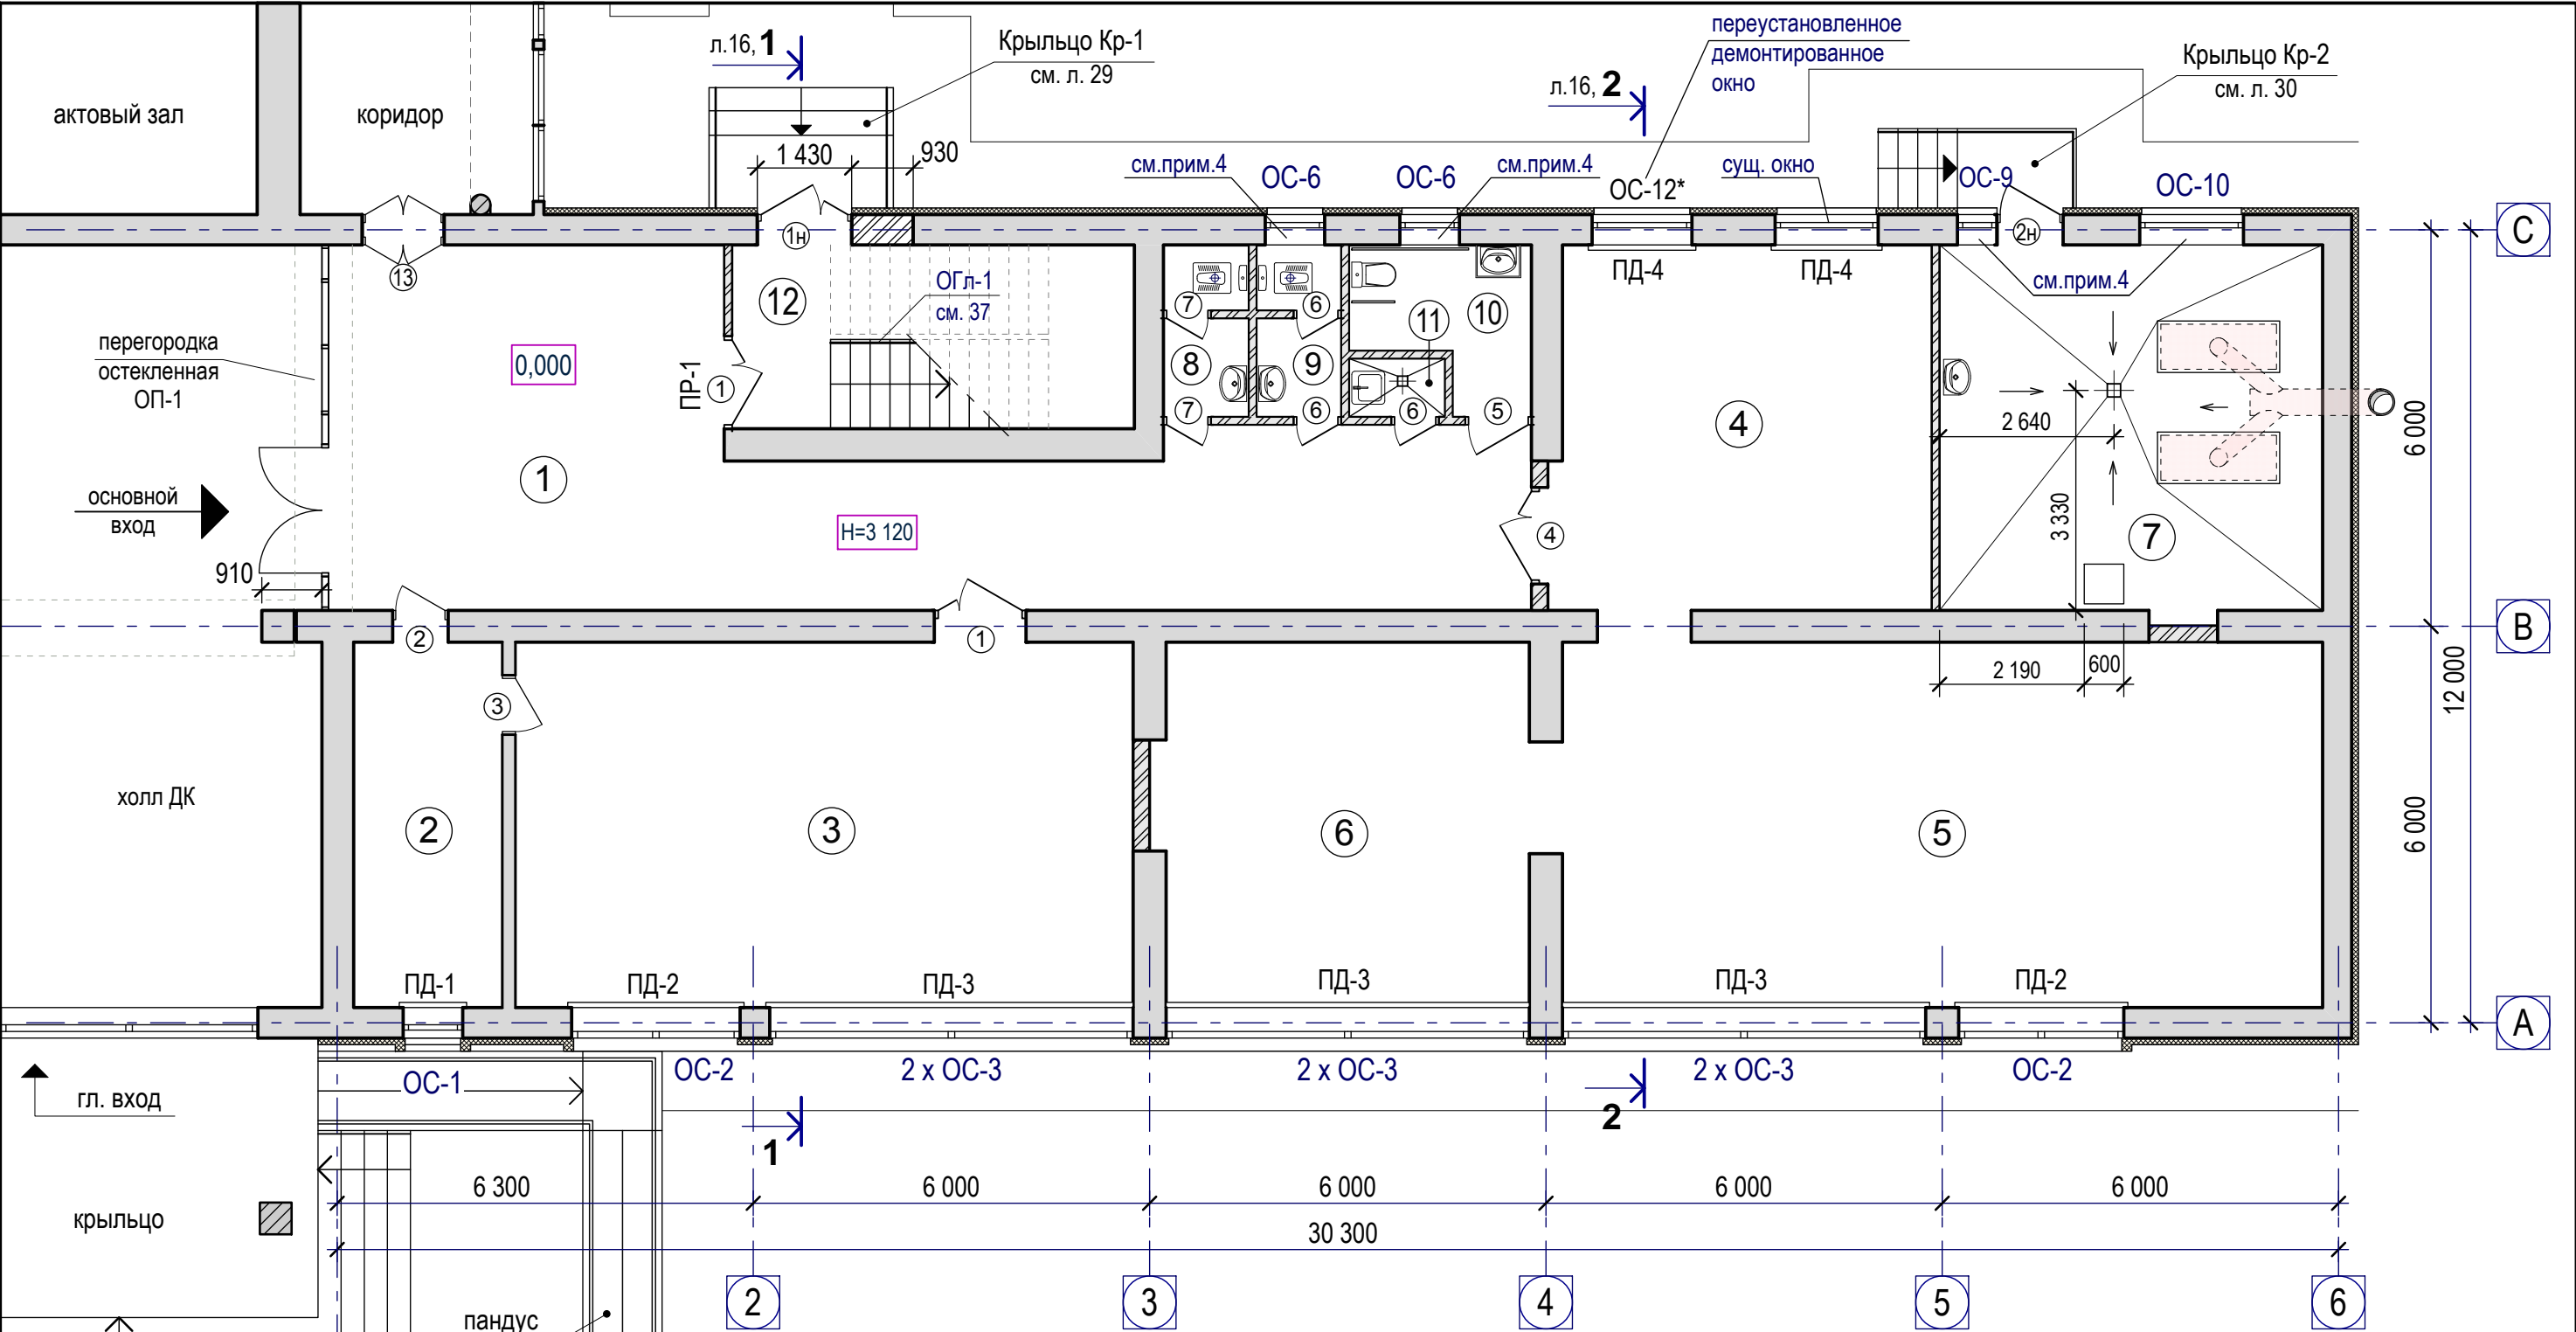 актовый зал
коридор
л.16, 1
Крыльцо Кр-1
см. л. 29
переустановленное
демонтированное
окно
л.16, 2
Крыльцо Кр-2
см. л. 30
1 430
930
см.прим.4
ОС-6
ОС-6
см.прим.4
ОС-12*
сущ. окно
ОС-9
ОС-10
1н
2н
С
13
12
ОГл-1
см. 37
ПД-4
ПД-4
см.прим.4
7
6
11
10
перегородка
остекленная
ОП-1
0,000
ПР-1
1
8
9
7
6
6
5
4
2 640
6 000
1
основной
вход
Н=3 120
4
3 330
7
910
2
1
В
3
2 190
600
12 000
холл ДК
2
3
6
5
6 000
ПД-1
ПД-2
ПД-3
ПД-3
ПД-3
ПД-2
А
ОС-1
ОС-2
2 х ОС-3
2 х ОС-3
2 х ОС-3
ОС-2
гл. вход
1
2
6 300
6 000
6 000
6 000
6 000
крыльцо
30 300
пандус
2
3
4
5
6